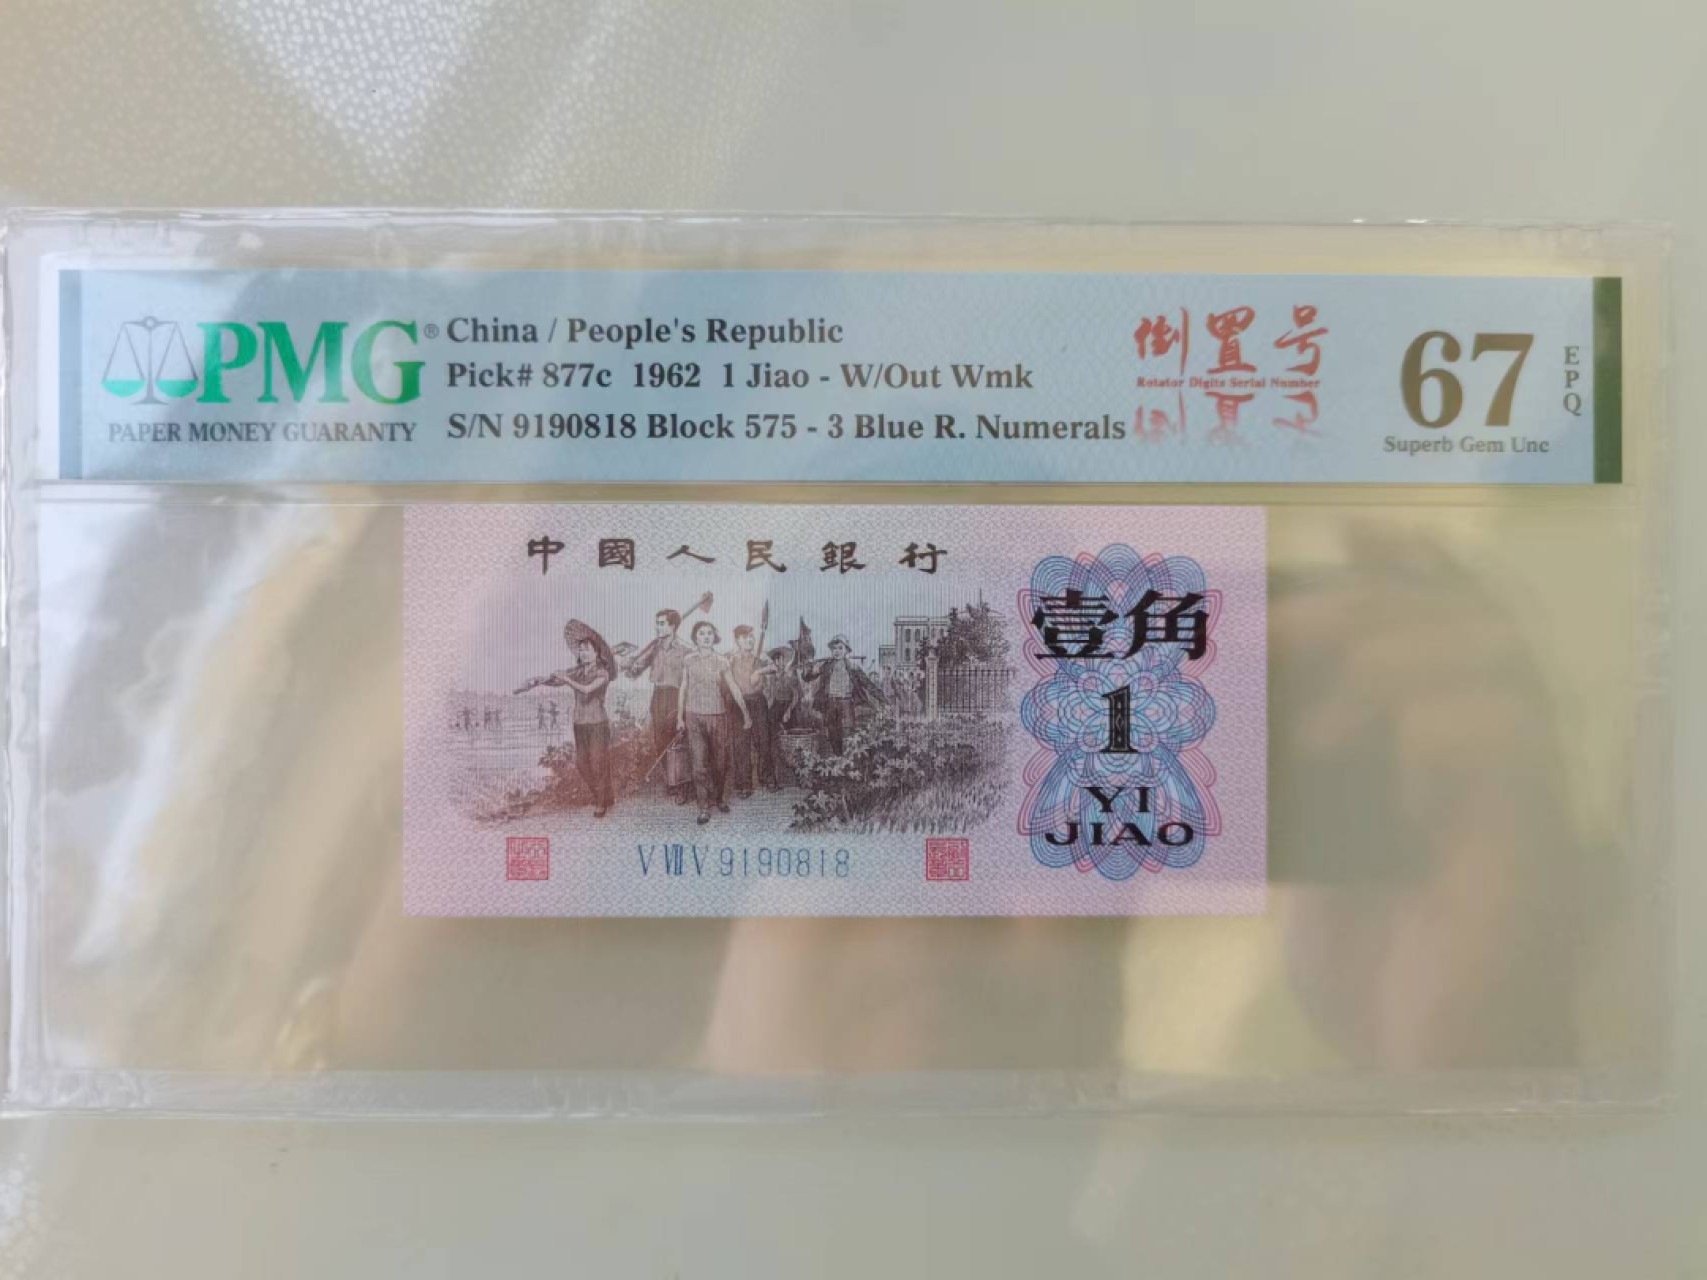 PMG®
PAPER MONEY GUARANTY
China / People's Republic
Pick# 877c 1962 1 Jiao - W/Out Wmk
S/N 9190818 Block 575 - 3 Blue R. Numerals
倒置号
Rotator Digits Serial Number
67
EPQ
Superb Gem Unc
中國人民銀行
壹角
1
YI
JIAO
V VII V 9190818